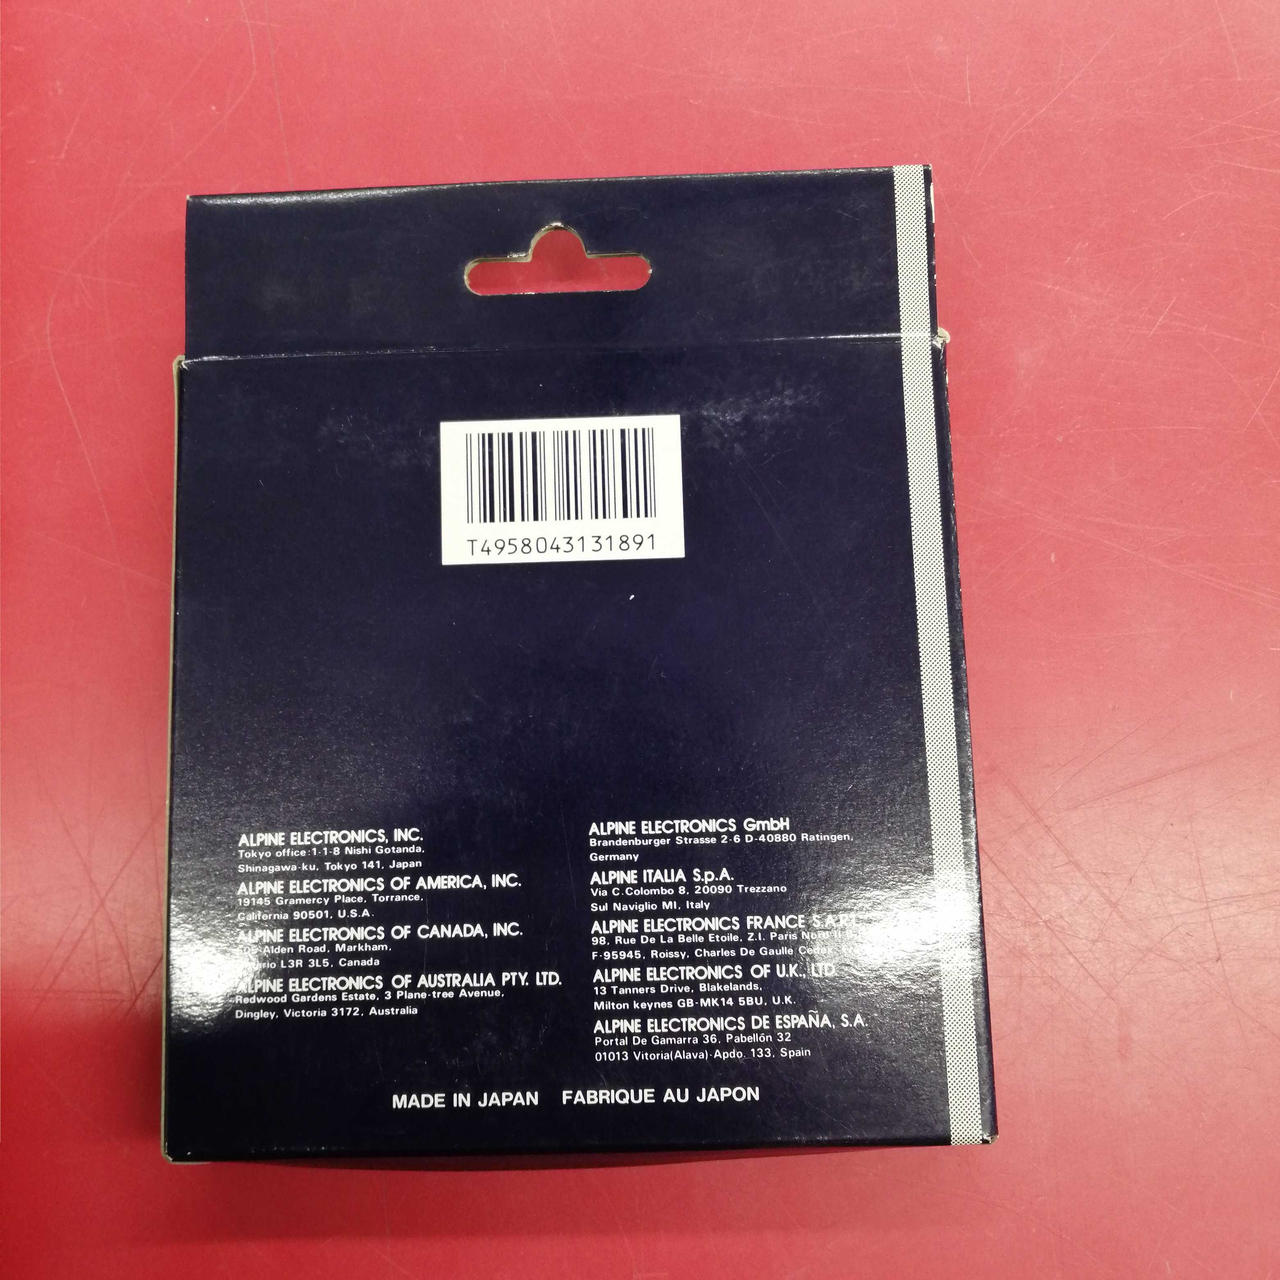 T4958043131891
ALPINE ELECTRONICS, INC.
Tokyo office:1-1-8 Nishi Gotanda,
Shinagawa-ku, Tokyo 141, Japan
ALPINE ELECTRONICS OF AMERICA, INC.
19145 Gramercy Place, Torrance,
California 90501, U.S.A.
ALPINE ELECTRONICS OF CANADA, INC.
Alden Road, Markham,
L3R 3L5, Canada
ALPINE ELECTRONICS OF AUSTRALIA PTY. LTD.
Redwood Gardens Estate, 3 Plane-tree Avenue,
Dingley, Victoria 3172, Australia
ALPINE ELECTRONICS GmbH
Brandenburger Strasse 2-6 D-40880 Ratingen,
Germany
ALPINE ITALIA S.p.A.
Via C.Colombo 8, 20090 Trezzano
Sul Naviglio MI, Italy
ALPINE ELECTRONICS FRANCE
98, Rue De La Belle Etoile, Z.I. Paris
F-95945, Roissy, Charles De Gaulle
ALPINE ELECTRONICS OF U.K., LTD.
13 Tanners Drive, Blakelands,
Milton keynes GB-MK14 5BU, U.K.
ALPINE ELECTRONICS DE ESPAÑA, S.A.
Portal De Gamarra 36, Pabellón 32
01013 Vitoria(Alava)-Apdo. 133, Spain
MADE IN JAPAN FABRIQUE AU JAPON